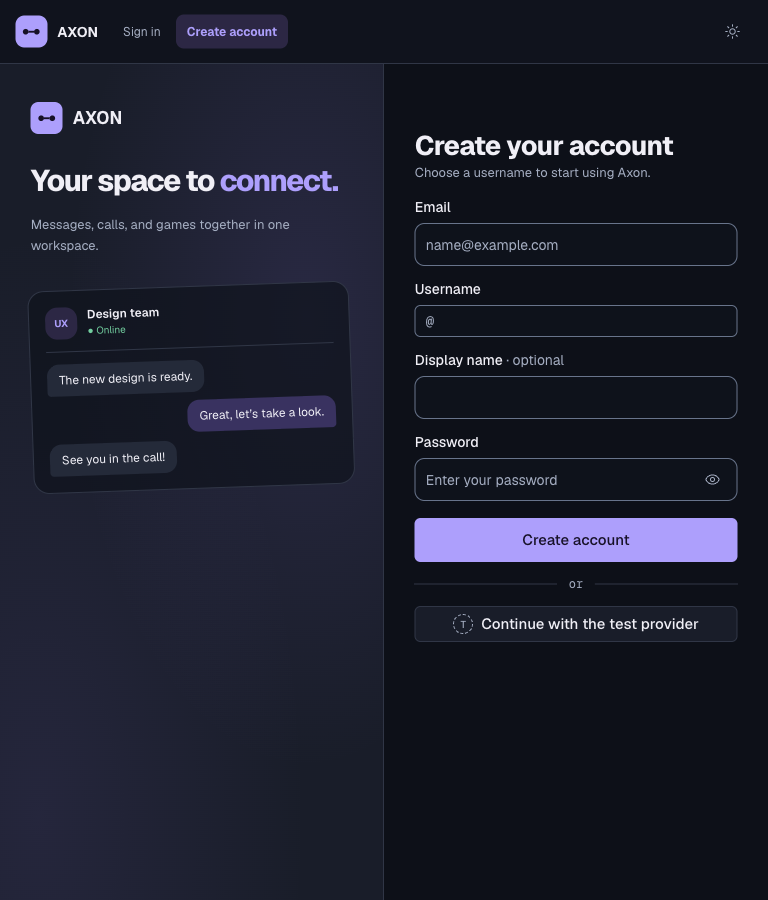 AXON
Sign in
Create account
AXON
Your space to connect.
Messages, calls, and games together in one
workspace.
UX
Design team
● Online
The new design is ready.
Great, let's take a look.
See you in the call!
Create your account
Choose a username to start using Axon.
Email
name@example.com
Username
@
Display name · optional
Password
Enter your password
Create account
or
T
Continue with the test provider